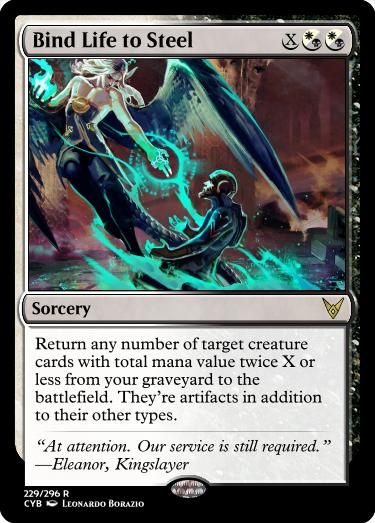 Bind Life to Steel X
Sorcery
Return any number of target creature
cards with total mana value twice X or
less from your graveyard to the
battlefield. They’re artifacts in addition
to their other types.
“At attention. Our service is still required.”
—Eleanor, Kingslayer
229/296 R
CYB Leonardo Borazio